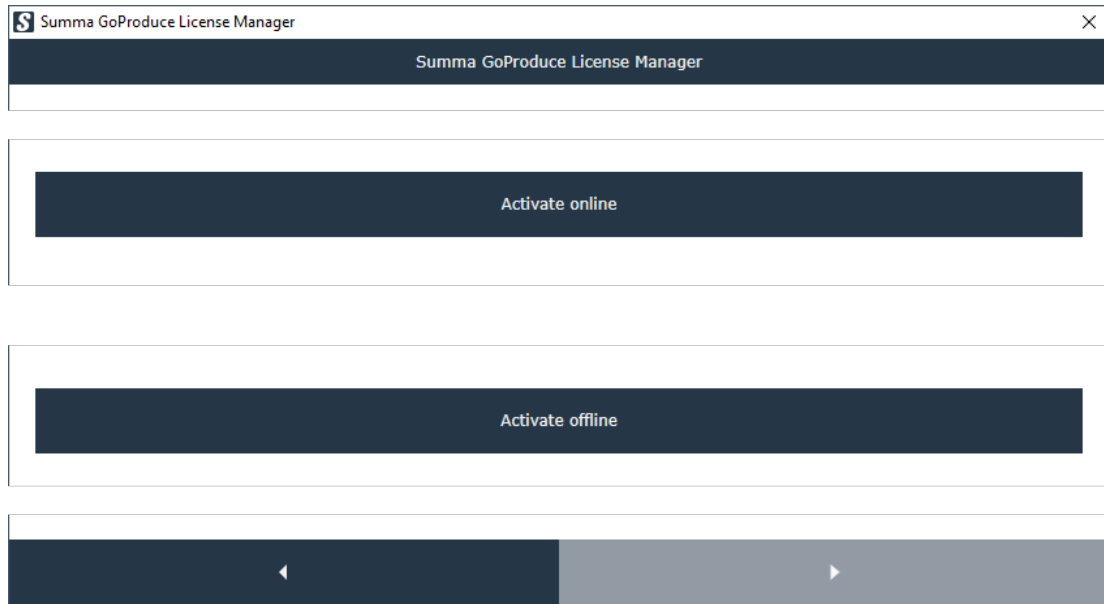 Summa GoProduce License Manager
Summa GoProduce License Manager
Activate online
Activate offline